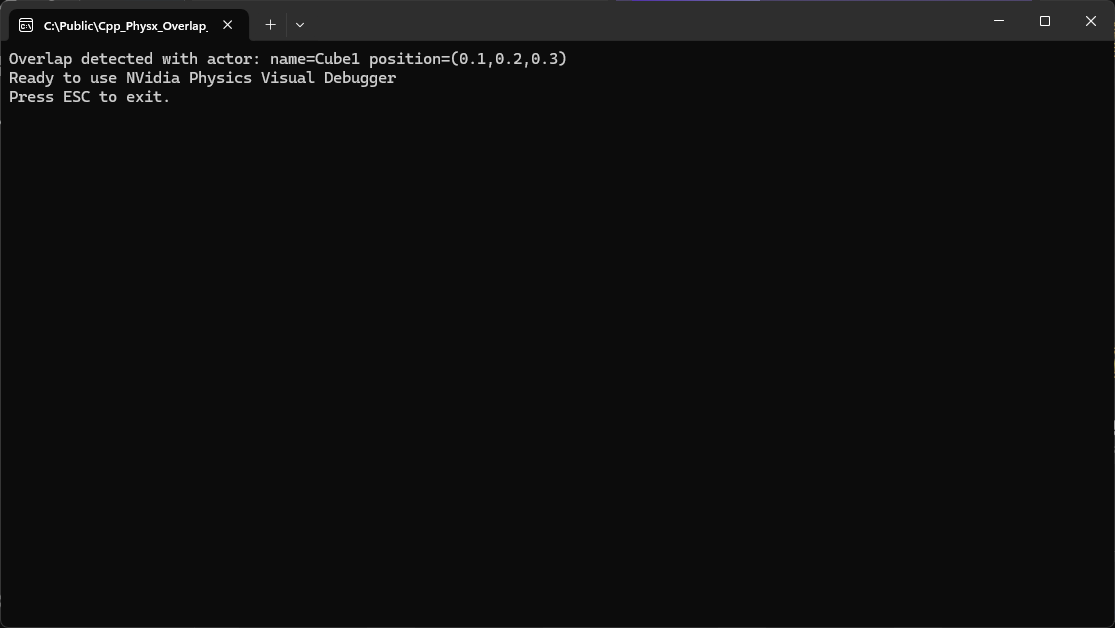 C:\Public\Cpp_Physx_Overlap_
Overlap detected with actor: name=Cube1 position=(0.1,0.2,0.3)
Ready to use NVidia Physics Visual Debugger
Press ESC to exit.